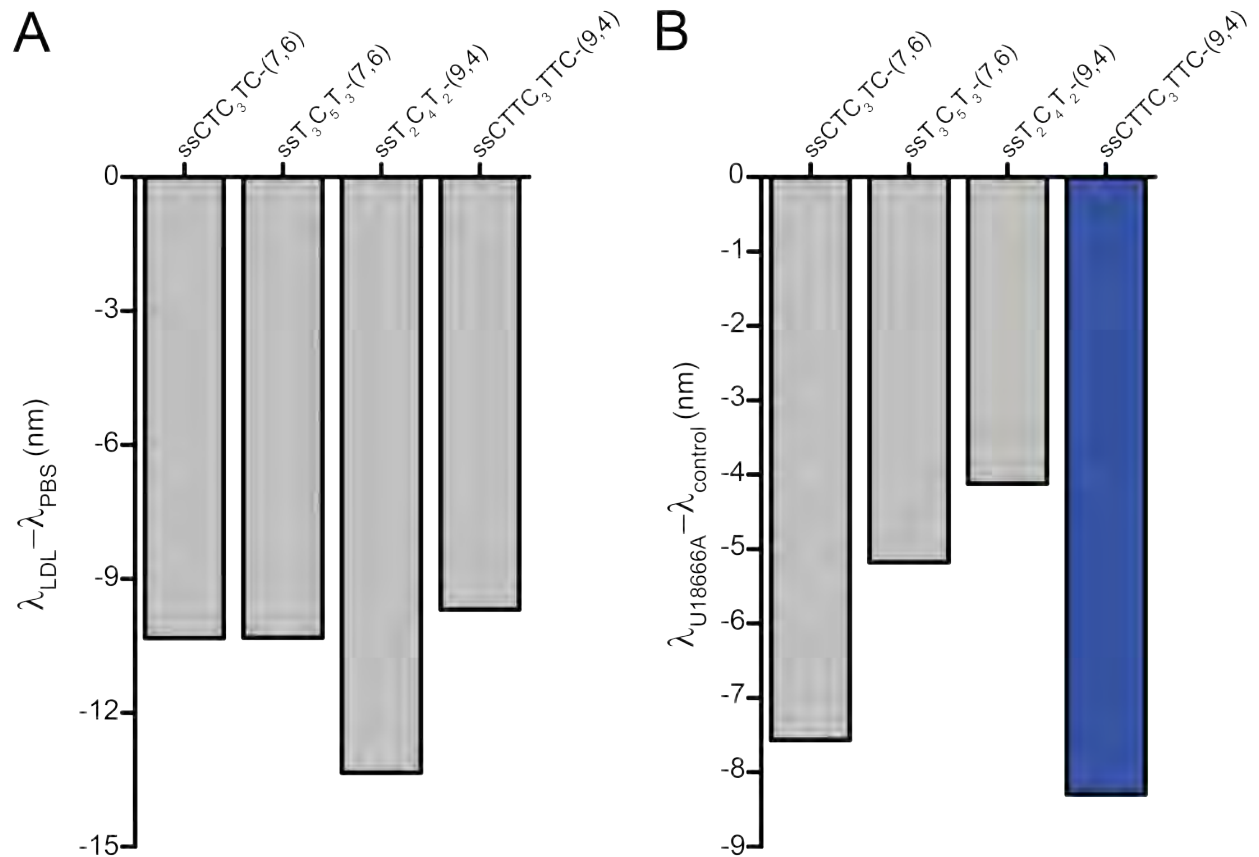 A
ssCTC₃TC-(7,6)
ssT₃C₅T₃-(7,6)
ssT₂C₄T₂-(9,4)
ssCTTC₃TTC-(9,4)
0
-3
-6
-9
-12
-15
λLDL–λPBS (nm)
B
ssCTC₃TC-(7,6)
ssT₃C₅T₃-(7,6)
ssT₂C₄T₂-(9,4)
ssCTTC₃TTC-(9,4)
0
-1
-2
-3
-4
-5
-6
-7
-8
-9
λU18666A–λcontrol (nm)